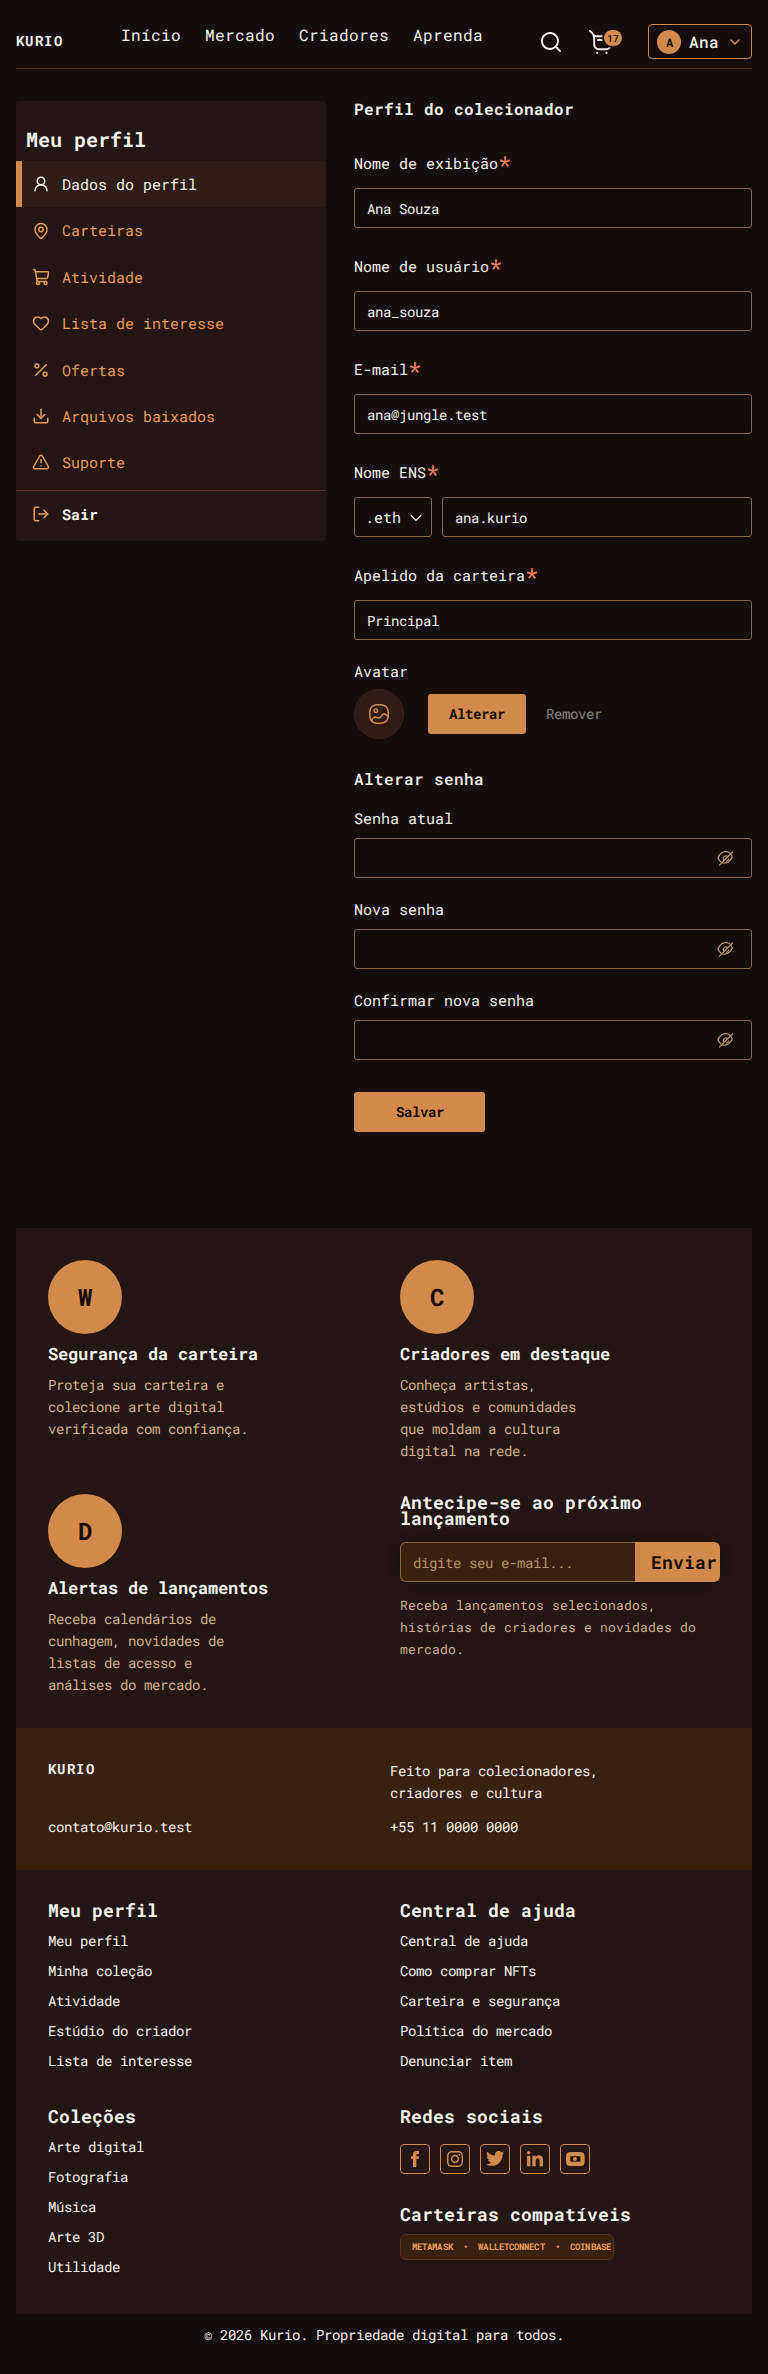 KURIO
Início
Mercado
Criadores
Aprenda
17
A
Ana
Meu perfil
Dados do perfil
Carteiras
Atividade
Lista de interesse
Ofertas
Arquivos baixados
Suporte
Sair
Perfil do colecionador
Nome de exibição*
Ana Souza
Nome de usuário*
ana_souza
E-mail*
ana@jungle.test
Nome ENS*
.eth
ana.kurio
Apelido da carteira*
Principal
Avatar
Alterar
Remover
Alterar senha
Senha atual
Nova senha
Confirmar nova senha
Salvar
W
Segurança da carteira
Proteja sua carteira e
colecione arte digital
verificada com confiança.
C
Criadores em destaque
Conheça artistas,
estúdios e comunidades
que moldam a cultura
digital na rede.
D
Alertas de lançamentos
Receba calendários de
cunhagem, novidades de
listas de acesso e
análises do mercado.
Antecipe-se ao próximo
lançamento
digite seu e-mail...
Enviar
Receba lançamentos selecionados,
histórias de criadores e novidades do
mercado.
KURIO
Feito para colecionadores,
criadores e cultura
contato@kurio.test
+55 11 0000 0000
Meu perfil
Meu perfil
Minha coleção
Atividade
Estúdio do criador
Lista de interesse
Central de ajuda
Central de ajuda
Como comprar NFTs
Carteira e segurança
Política do mercado
Denunciar item
Coleções
Arte digital
Fotografia
Música
Arte 3D
Utilidade
Redes sociais
Carteiras compatíveis
METAMASK · WALLETCONNECT · COINBASE
© 2026 Kurio. Propriedade digital para todos.